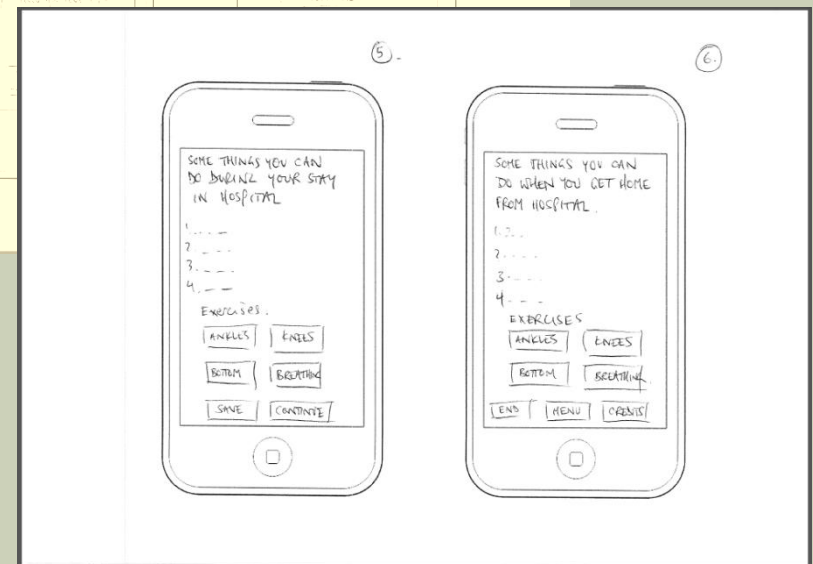 5.
SOME THINGS YOU CAN
DO DURING YOUR STAY
IN HOSPITAL
1. _ _ _
2 _ _ _
3. _ _ _
4. _ _
Exercises.
ANKLES KNEES
BOTTOM BREATHING
SAVE CONTINUE
6.
SOME THINGS YOU CAN
DO WHEN YOU GET HOME
FROM HOSPITAL.
1. 2. .
2. . . .
3. _ _ .
4. _ _
EXERCISES
ANKLES KNEES
BOTTOM BREATHING
END MENU CREDITS